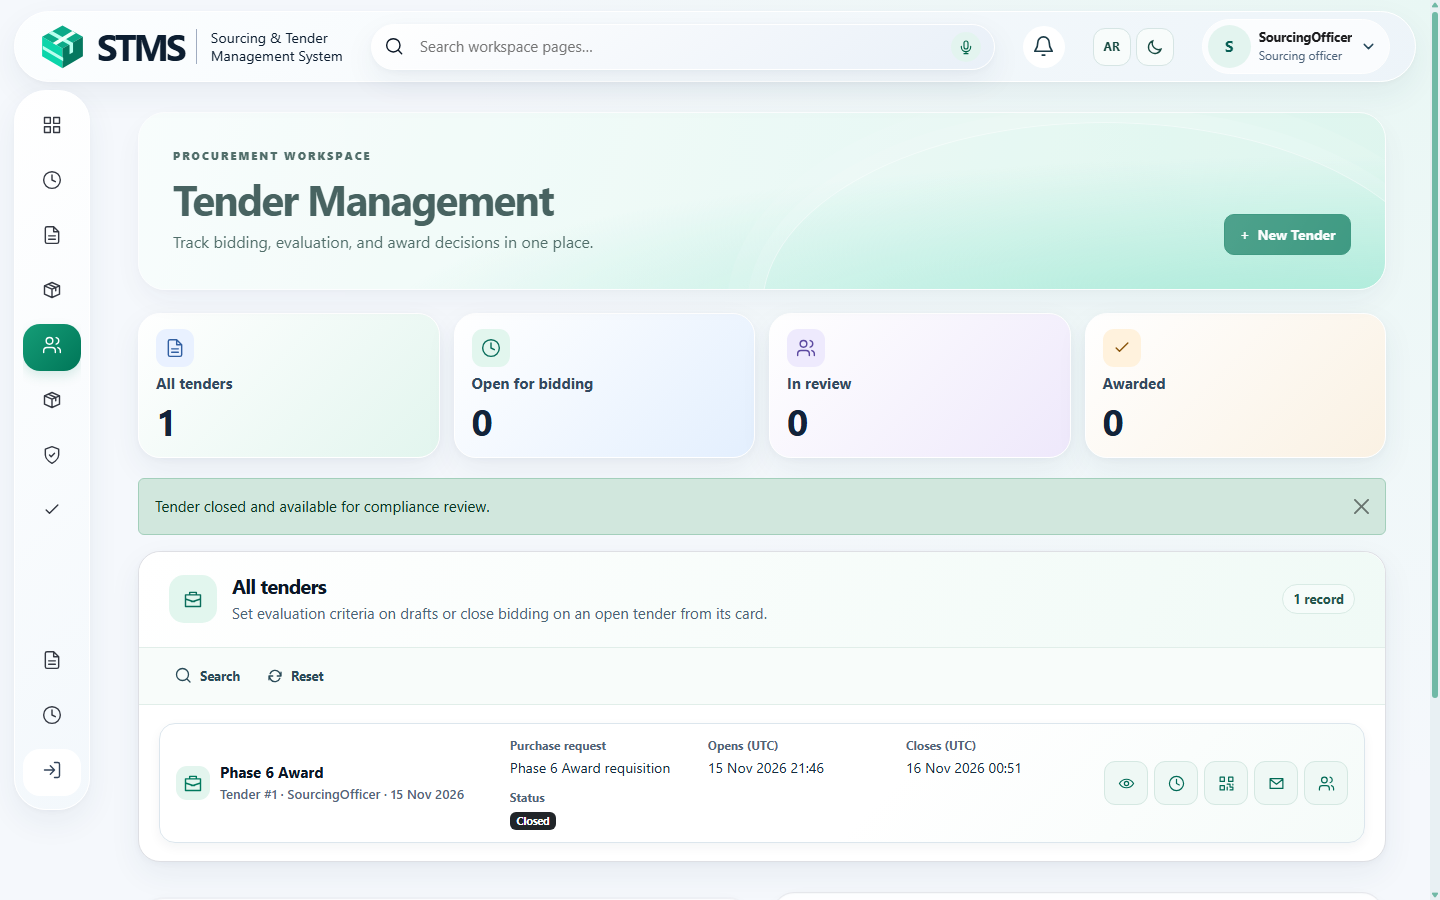 STMS
Sourcing & Tender
Management System
Search workspace pages...
AR
S
SourcingOfficer
Sourcing officer
PROCUREMENT WORKSPACE
Tender Management
Track bidding, evaluation, and award decisions in one place.
+ New Tender
All tenders
1
Open for bidding
0
In review
0
Awarded
0
Tender closed and available for compliance review.
All tenders
Set evaluation criteria on drafts or close bidding on an open tender from its card.
1 record
Search
Reset
Phase 6 Award
Tender #1 · SourcingOfficer · 15 Nov 2026
Purchase request
Phase 6 Award requisition
Opens (UTC)
15 Nov 2026 21:46
Closes (UTC)
16 Nov 2026 00:51
Status
Closed